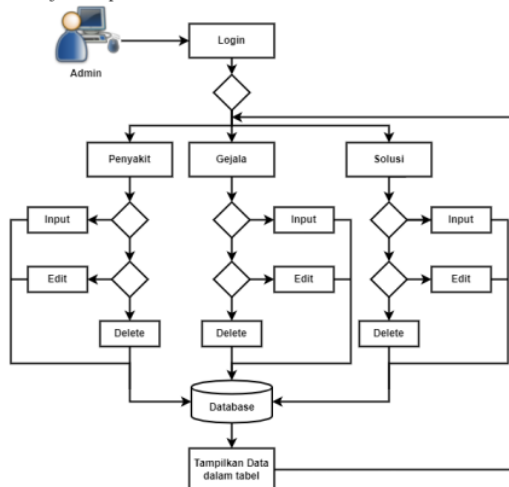 Login
Admin
Penyakit
Gejala
Solusi
Input
Input
Input
Edit
Edit
Edit
Delete
Delete
Delete
Database
Tampilkan Data
dalam tabel